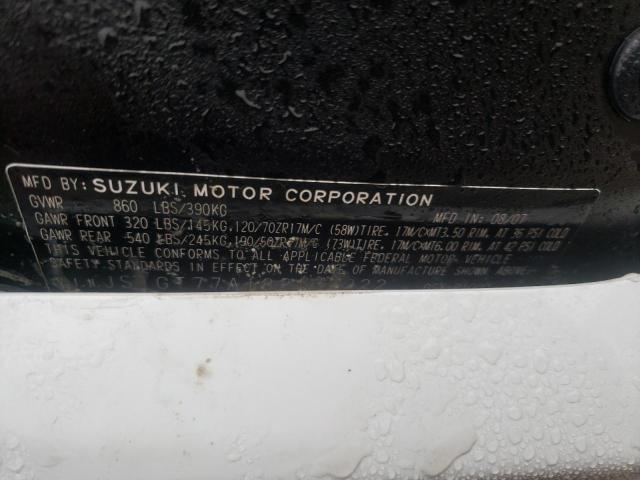 MFD BY: SUZUKI MOTOR CORPORATION MFD IN: 08/07
GVWR 860 LBS/390KG
GAWR FRONT 320 LBS/145KG, 120/70ZR17M/C (58W)TIRE, 17M/CxMT3.50 RIM. AT 36 PSI COLD
GAWR REAR 540 LBS/245KG, 190/50ZR17M/C (73W)TIRE, 17M/CxMT6.00 RIM. AT 42 PSI COLD
THIS VEHICLE CONFORMS TO ALL APPLICABLE FEDERAL MOTOR VEHICLE
SAFETY STANDARDS IN EFFECT ON THE DATE OF MANUFACTURE SHOWN ABOVE.